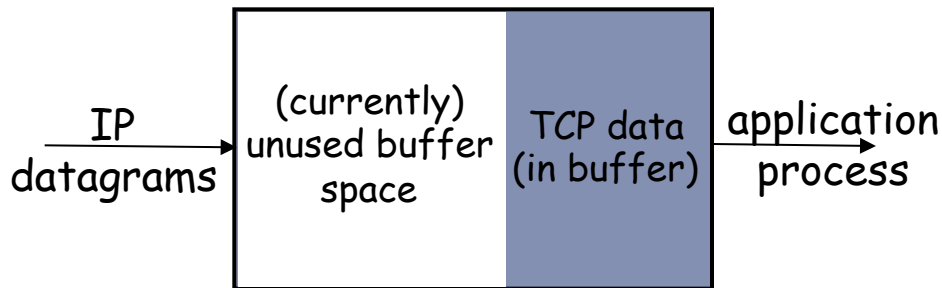 IP
datagrams
(currently)
unused buffer
space
TCP data
(in buffer)
application
process